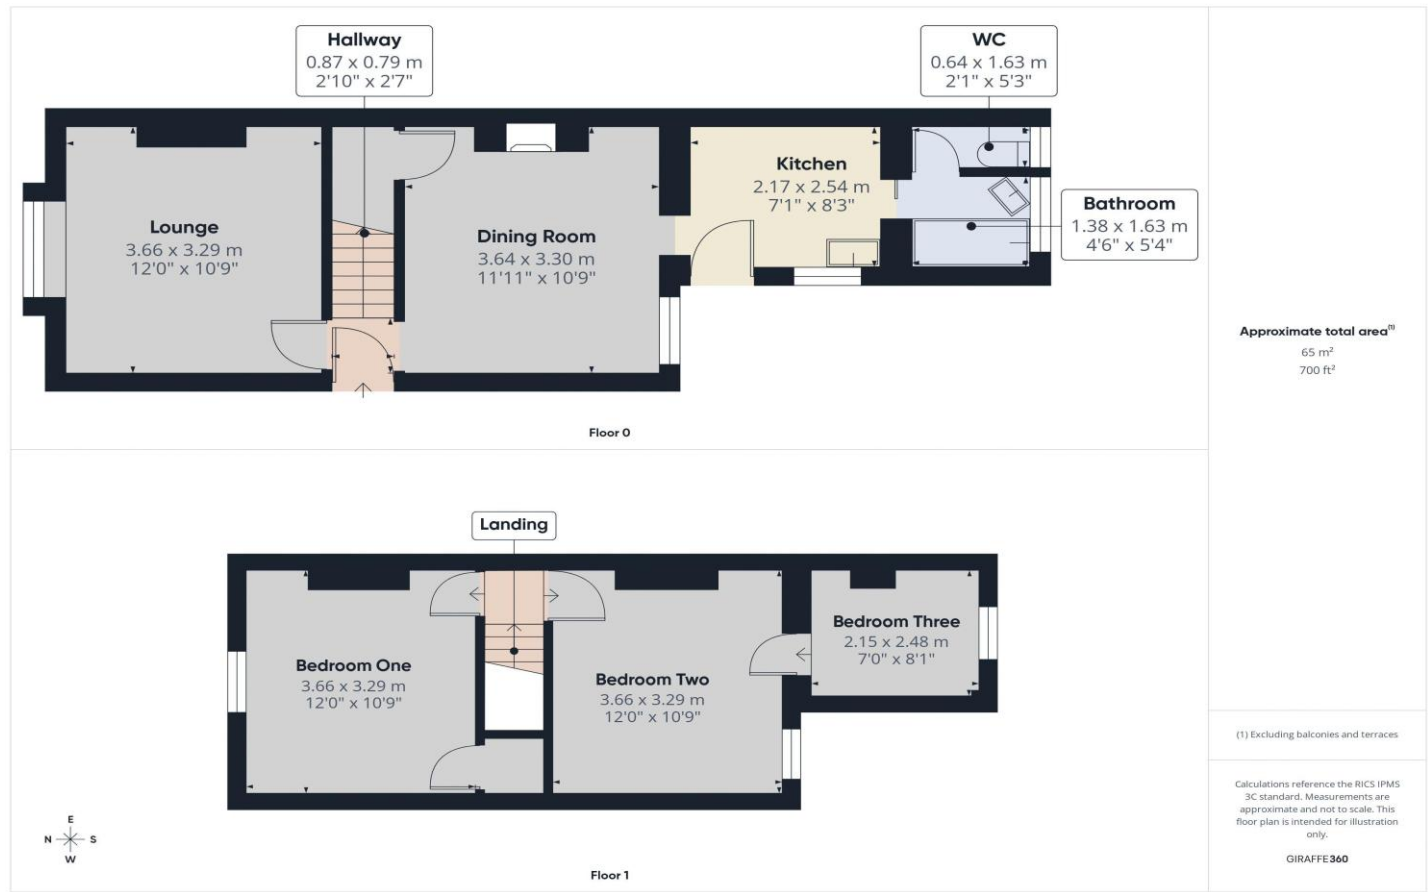 Hallway
0.87 x 0.79 m
2'10" x 2'7"
WC
0.64 x 1.63 m
2'1" x 5'3"
Lounge
3.66 x 3.29 m
12'0" x 10'9"
Dining Room
3.64 x 3.30 m
11'11" x 10'9"
Kitchen
2.17 x 2.54 m
7'1" x 8'3"
Bathroom
1.38 x 1.63 m
4'6" x 5'4"
Floor 0
Landing
Bedroom One
3.66 x 3.29 m
12'0" x 10'9"
Bedroom Two
3.66 x 3.29 m
12'0" x 10'9"
Bedroom Three
2.15 x 2.48 m
7'0" x 8'1"
E
N S
W
Floor 1
Approximate total area(1)
65 m²
700 ft²
(1) Excluding balconies and terraces
Calculations reference the RICS IPMS
3C standard. Measurements are
approximate and not to scale. This
floor plan is intended for illustration
only.
GIRAFFE360